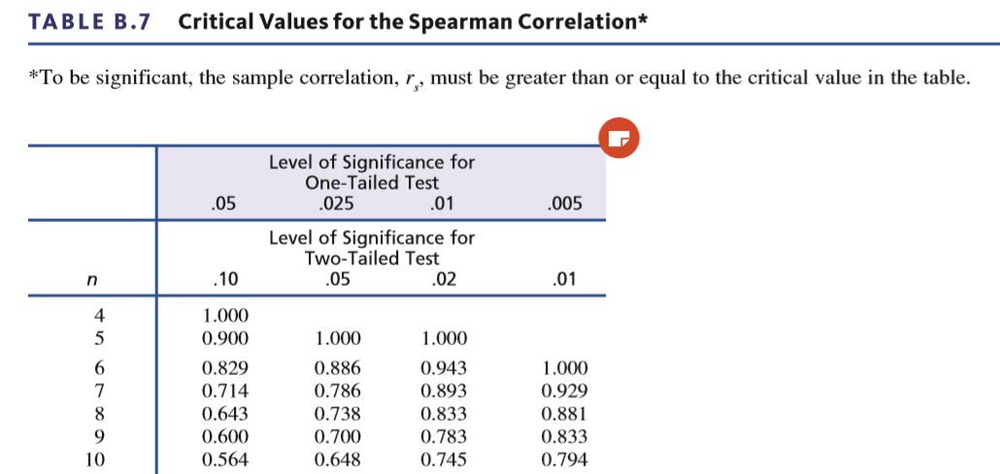 TABLE B.7 Critical Values for the Spearman Correlation*
*To be significant, the sample correlation, rₛ, must be greater than or equal to the critical value in the table.
Level of Significance for
One-Tailed Test
.05 .025 .01 .005
Level of Significance for
Two-Tailed Test
n .10 .05 .02 .01
4 1.000
5 0.900 1.000 1.000
6 0.829 0.886 0.943 1.000
7 0.714 0.786 0.893 0.929
8 0.643 0.738 0.833 0.881
9 0.600 0.700 0.783 0.833
10 0.564 0.648 0.745 0.794